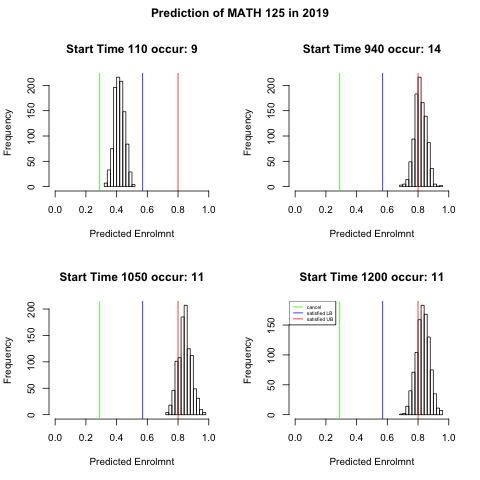 Prediction of MATH 125 in 2019
Start Time 110 occur: 9
Frequency
0 50 100 150 200
0.0 0.2 0.4 0.6 0.8 1.0
Predicted Enrolmnt
Start Time 940 occur: 14
Frequency
0 50 100 150 200
0.0 0.2 0.4 0.6 0.8 1.0
Predicted Enrolmnt
Start Time 1050 occur: 11
Frequency
0 50 100 150 200
0.0 0.2 0.4 0.6 0.8 1.0
Predicted Enrolmnt
Start Time 1200 occur: 11
cancel
satisfied LB
satisfied UB
Frequency
0 50 100 150
0.0 0.2 0.4 0.6 0.8 1.0
Predicted Enrolmnt